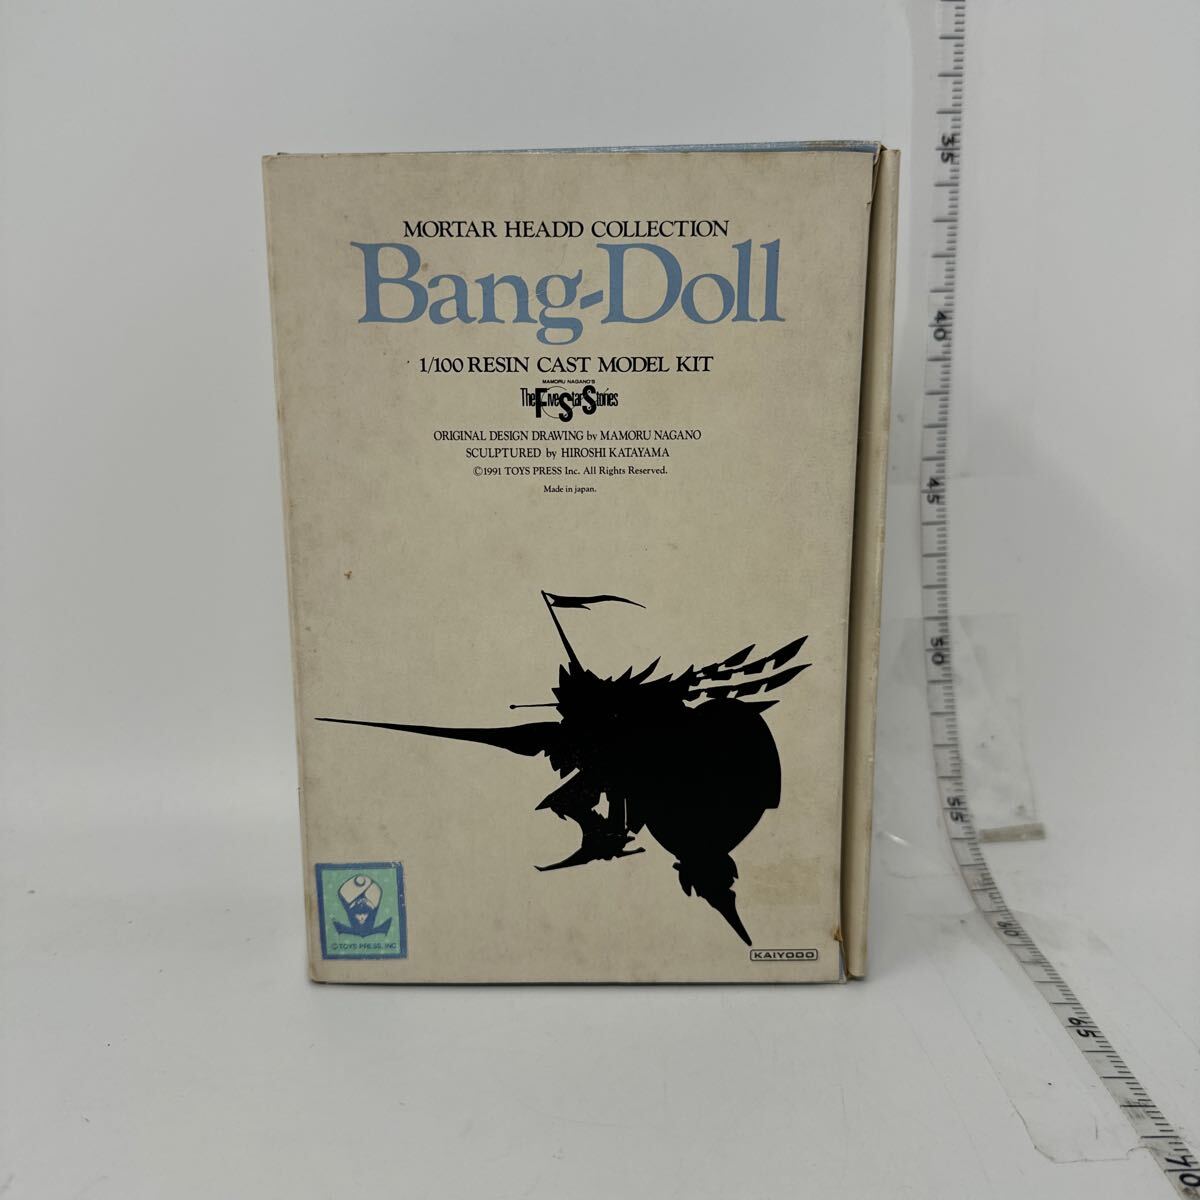 MORTAR HEADD COLLECTION
Bang-Doll
1/100 RESIN CAST MODEL KIT
MAMORU NAGANO'S
The Five Star Stories
ORIGINAL DESIGN DRAWING by MAMORU NAGANO
SCULPTURED by HIROSHI KATAYAMA
©1991 TOYS PRESS Inc. All Rights Reserved.
Made in japan.
© TOYS PRESS, INC
KAIYODO
35
40
45
50
55
60
65
70